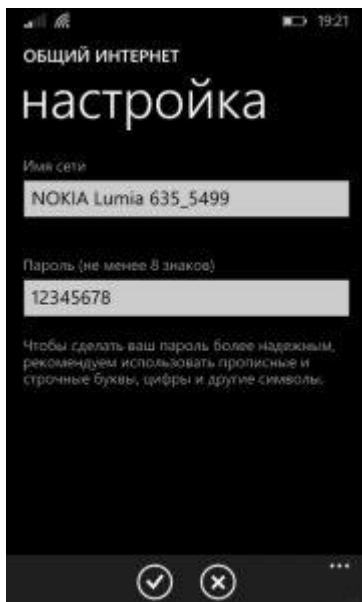 19:21
ОБЩИЙ ИНТЕРНЕТ
настройка
Имя сети
NOKIA Lumia 635_5499
Пароль (не менее 8 знаков)
12345678
Чтобы сделать ваш пароль более надежным,
рекомендуем использовать прописные и
строчные буквы, цифры и другие символы.